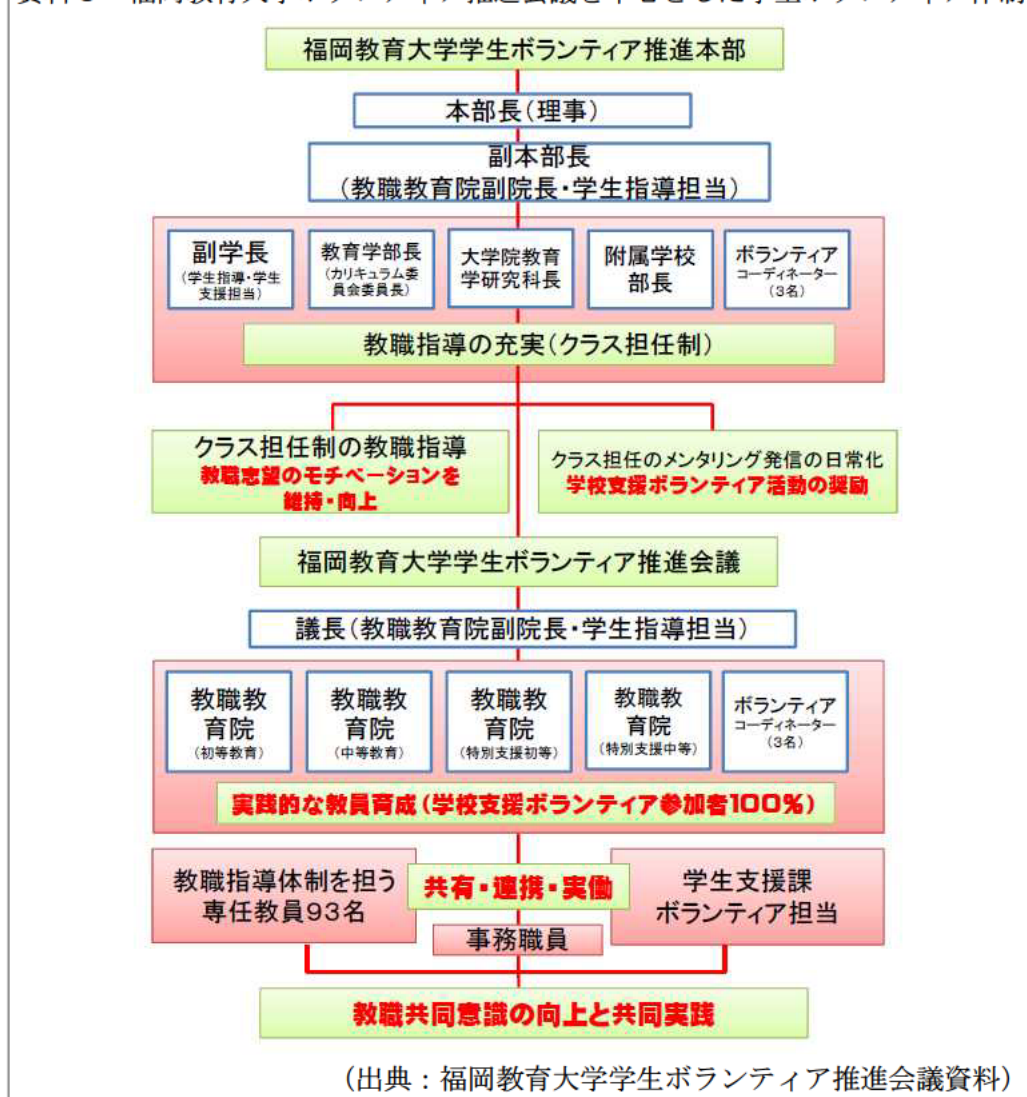 福岡教育大学学生ボランティア推進本部
本部長(理事)
副本部長
(教職教育院副院長・学生指導担当)
副学長
(学生指導・学生
支援担当)
教育学部長
(カリキュラム委
員会委員長)
大学院教育
学研究科長
附属学校
部長
ボランティア
コーディネーター
(3名)
教職指導の充実(クラス担任制)
クラス担任制の教職指導
教職志望のモチベーションを
維持・向上
クラス担任のメンタリング発信の日常化
学校支援ボランティア活動の奨励
福岡教育大学学生ボランティア推進会議
議長(教職教育院副院長・学生指導担当)
教職教
育院
(初等教育)
教職教
育院
(中等教育)
教職教
育院
(特別支援初等)
教職教
育院
(特別支援中等)
ボランティア
コーディネーター
(3名)
実践的な教員育成(学校支援ボランティア参加者100%)
教職指導体制を担う
専任教員93名
共有・連携・実働
学生支援課
ボランティア担当
事務職員
教職共同意識の向上と共同実践
(出典:福岡教育大学学生ボランティア推進会議資料)